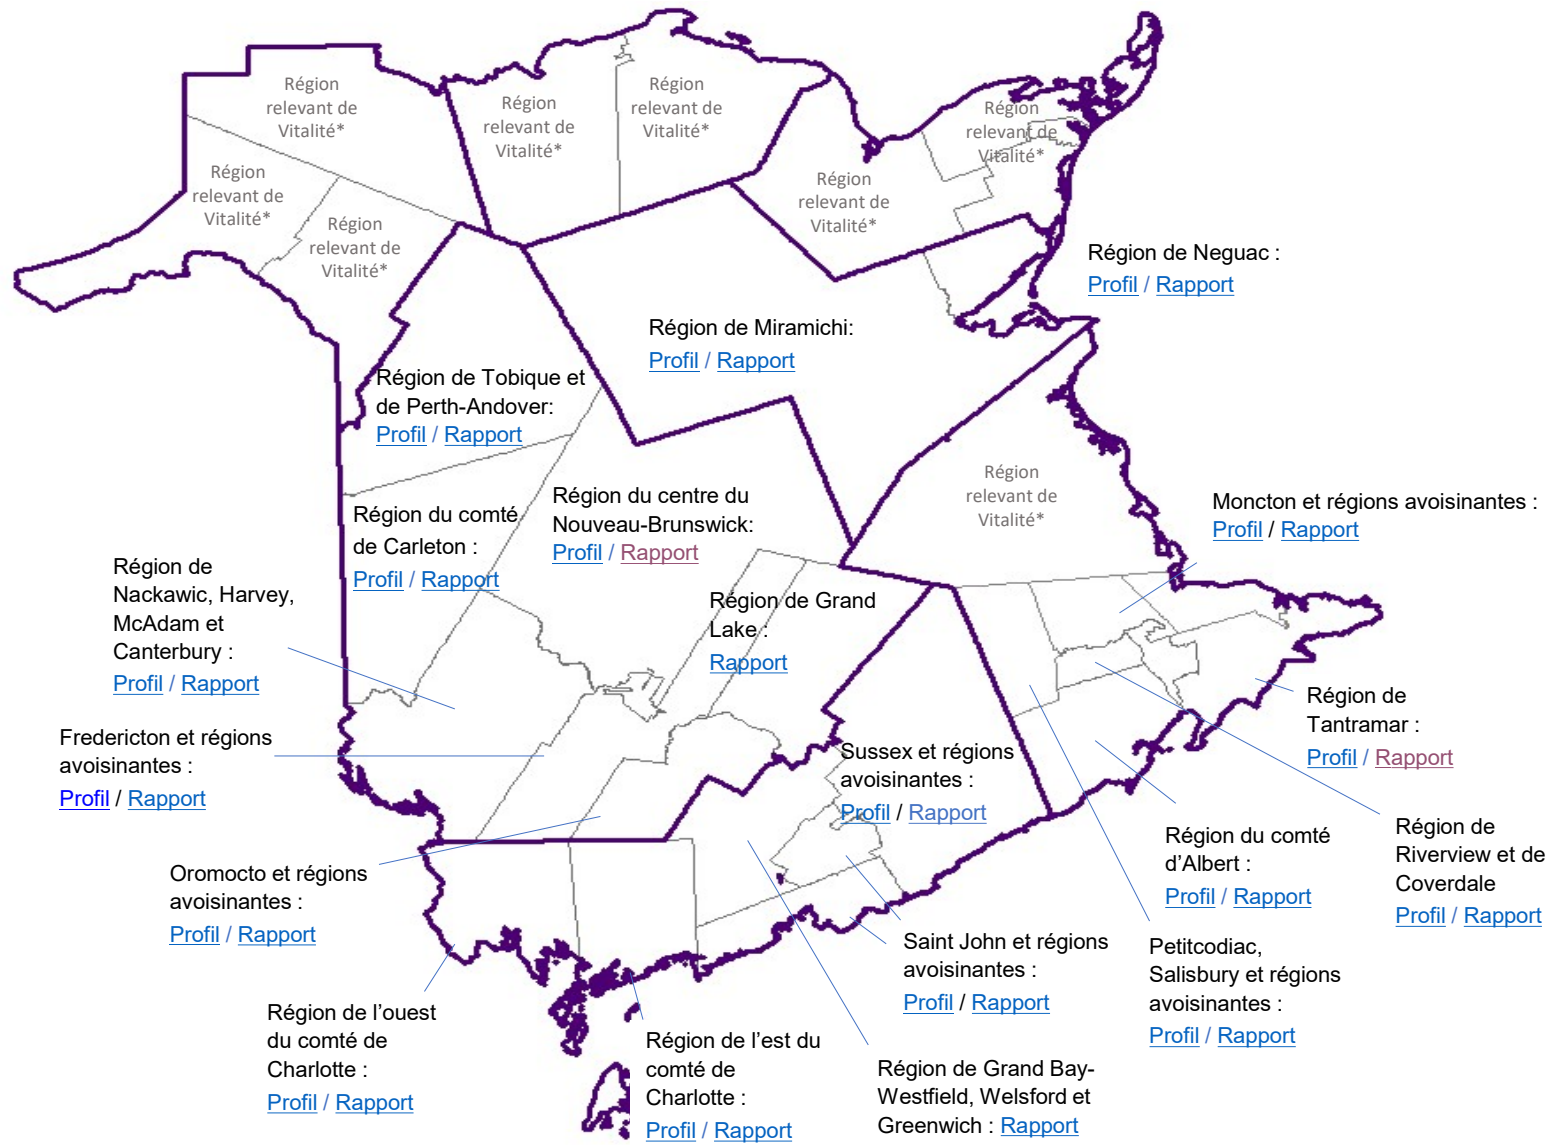 Région
relevant de
Vitalité*
Région
relevant de
Vitalité*
Région
relevant de
Vitalité*
Région
relevant de
Vitalité*
Région
relevant de
Vitalité*
Région
relevant de
Vitalité*
Région
relevant de
Vitalité*
Région de Neguac :
Profil / Rapport
Région de Miramichi:
Profil / Rapport
Région de Tobique et
de Perth-Andover:
Profil / Rapport
Région
relevant de
Vitalité*
Région du centre du
Nouveau-Brunswick:
Profil / Rapport
Moncton et régions avoisinantes :
Profil / Rapport
Région du comté
de Carleton :
Profil / Rapport
Région de
Nackawic, Harvey,
McAdam et
Canterbury :
Profil / Rapport
Région de Grand
Lake :
Rapport
Région de
Tantramar :
Profil / Rapport
Fredericton et régions
avoisinantes :
Profil / Rapport
Sussex et régions
avoisinantes :
Profil / Rapport
Région du comté
d’Albert :
Profil / Rapport
Région de
Riverview et de
Coverdale
Profil / Rapport
Oromocto et régions
avoisinantes :
Profil / Rapport
Saint John et régions
avoisinantes :
Profil / Rapport
Petitcodiac,
Salisbury et régions
avoisinantes :
Profil / Rapport
Région de l’ouest
du comté de
Charlotte :
Profil / Rapport
Région de l’est du
comté de
Charlotte :
Profil / Rapport
Région de Grand Bay-
Westfield, Welsford et
Greenwich : Rapport